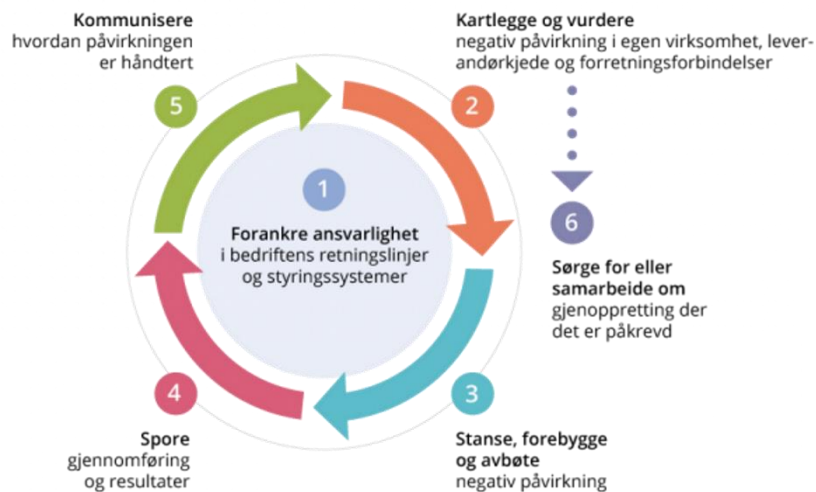 1
Forankre ansvarlighet
i bedriftens retningslinjer
og styringssystemer
2
Kartlegge og vurdere
negativ påvirkning i egen virksomhet, lever-
andørkjede og forretningsforbindelser
3
Stanse, forebygge
og avbøte
negativ påvirkning
4
Spore
gjennomføring
og resultater
5
Kommunisere
hvordan påvirkningen
er håndtert
6
Sørge for eller
samarbeide om
gjenoppretting der
det er påkrevd